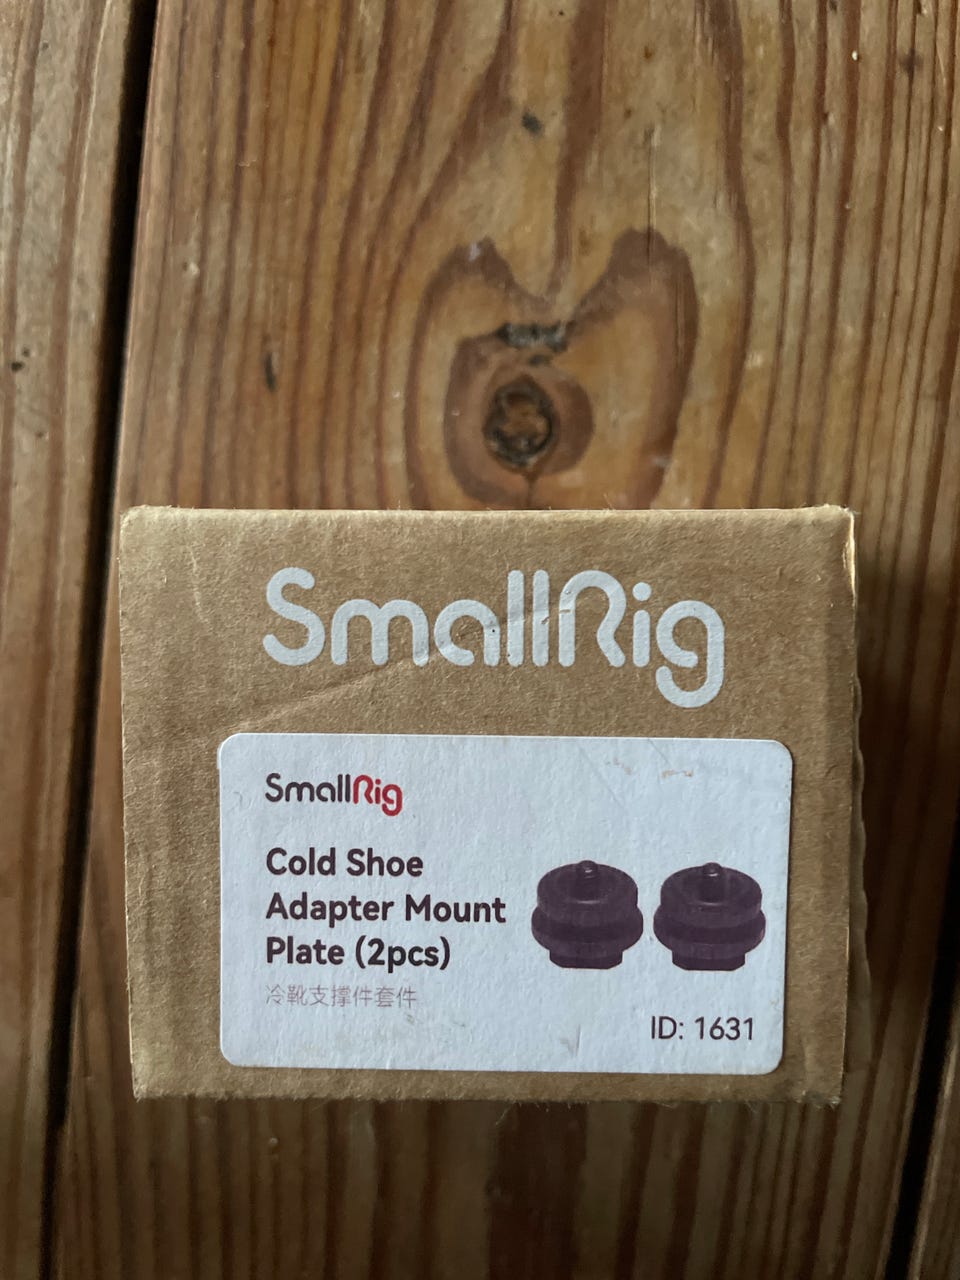 SmallRig
SmallRig
Cold Shoe
Adapter Mount
Plate (2pcs)
冷靴支撑件套件
ID: 1631